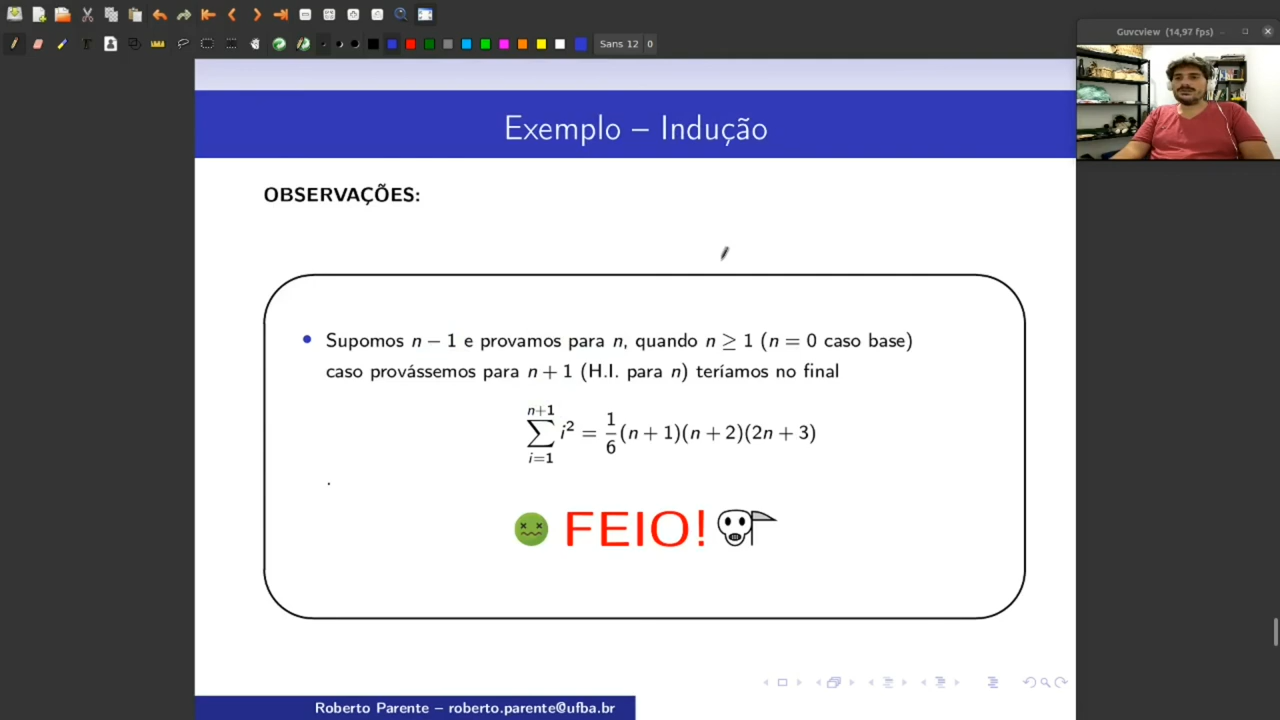 Sans 12 0
Guvcview (14,97 fps)
Exemplo – Indução
OBSERVAÇÕES:
• Supomos n − 1 e provamos para n, quando n ≥ 1 (n = 0 caso base)
caso provássemos para n + 1 (H.I. para n) teríamos no final
n+1
∑ i² = 1/6 (n + 1)(n + 2)(2n + 3)
i=1
.
FEIO!
Roberto Parente – roberto.parente@ufba.br